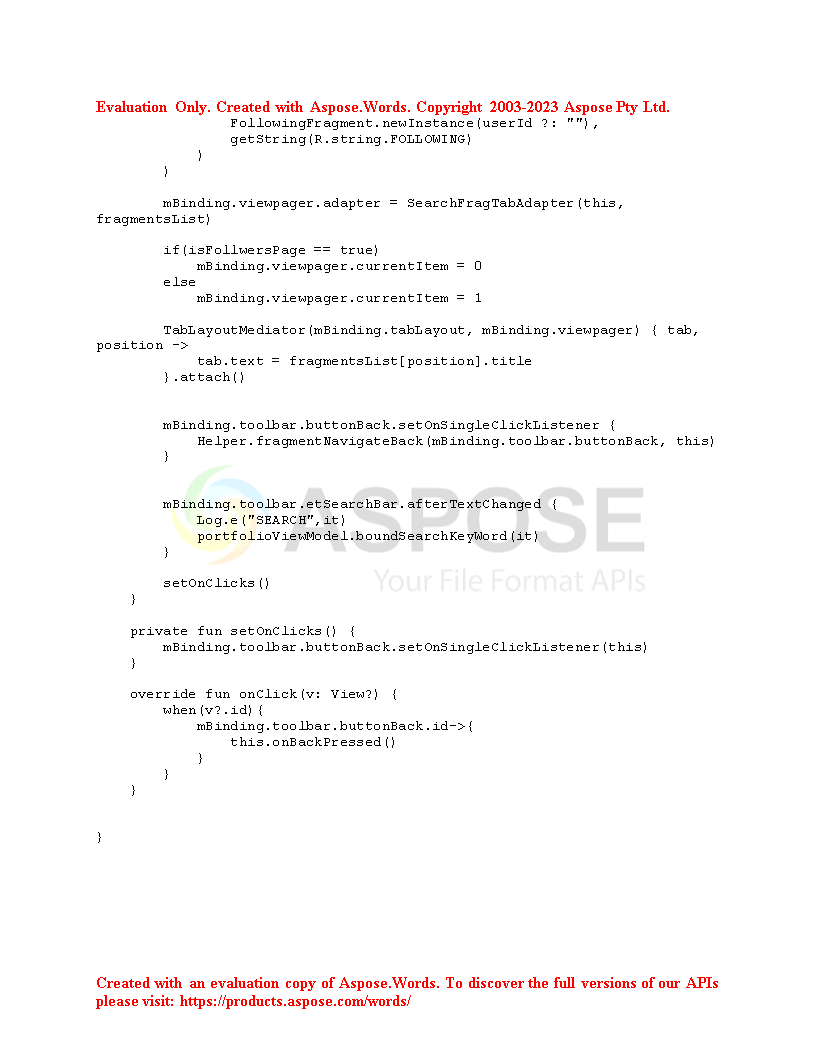 Evaluation Only. Created with Aspose.Words. Copyright 2003-2023 Aspose Pty Ltd.
                FollowingFragment.newInstance(userId ?: ""),
                getString(R.string.FOLLOWING)
            )
        )

        mBinding.viewpager.adapter = SearchFragTabAdapter(this,
fragmentsList)

        if(isFollwersPage == true)
            mBinding.viewpager.currentItem = 0
        else
            mBinding.viewpager.currentItem = 1

        TabLayoutMediator(mBinding.tabLayout, mBinding.viewpager) { tab,
position ->
            tab.text = fragmentsList[position].title
        }.attach()


        mBinding.toolbar.buttonBack.setOnSingleClickListener {
            Helper.fragmentNavigateBack(mBinding.toolbar.buttonBack, this)
        }


        mBinding.toolbar.etSearchBar.afterTextChanged {
            Log.e("SEARCH",it)
            portfolioViewModel.boundSearchKeyWord(it)
        }
ASPOSE
Your File Format APIs

        setOnClicks()
    }

    private fun setOnClicks() {
        mBinding.toolbar.buttonBack.setOnSingleClickListener(this)
    }

    override fun onClick(v: View?) {
        when(v?.id){
            mBinding.toolbar.buttonBack.id->{
                this.onBackPressed()
            }
        }
    }


}

Created with an evaluation copy of Aspose.Words. To discover the full versions of our APIs
please visit: https://products.aspose.com/words/